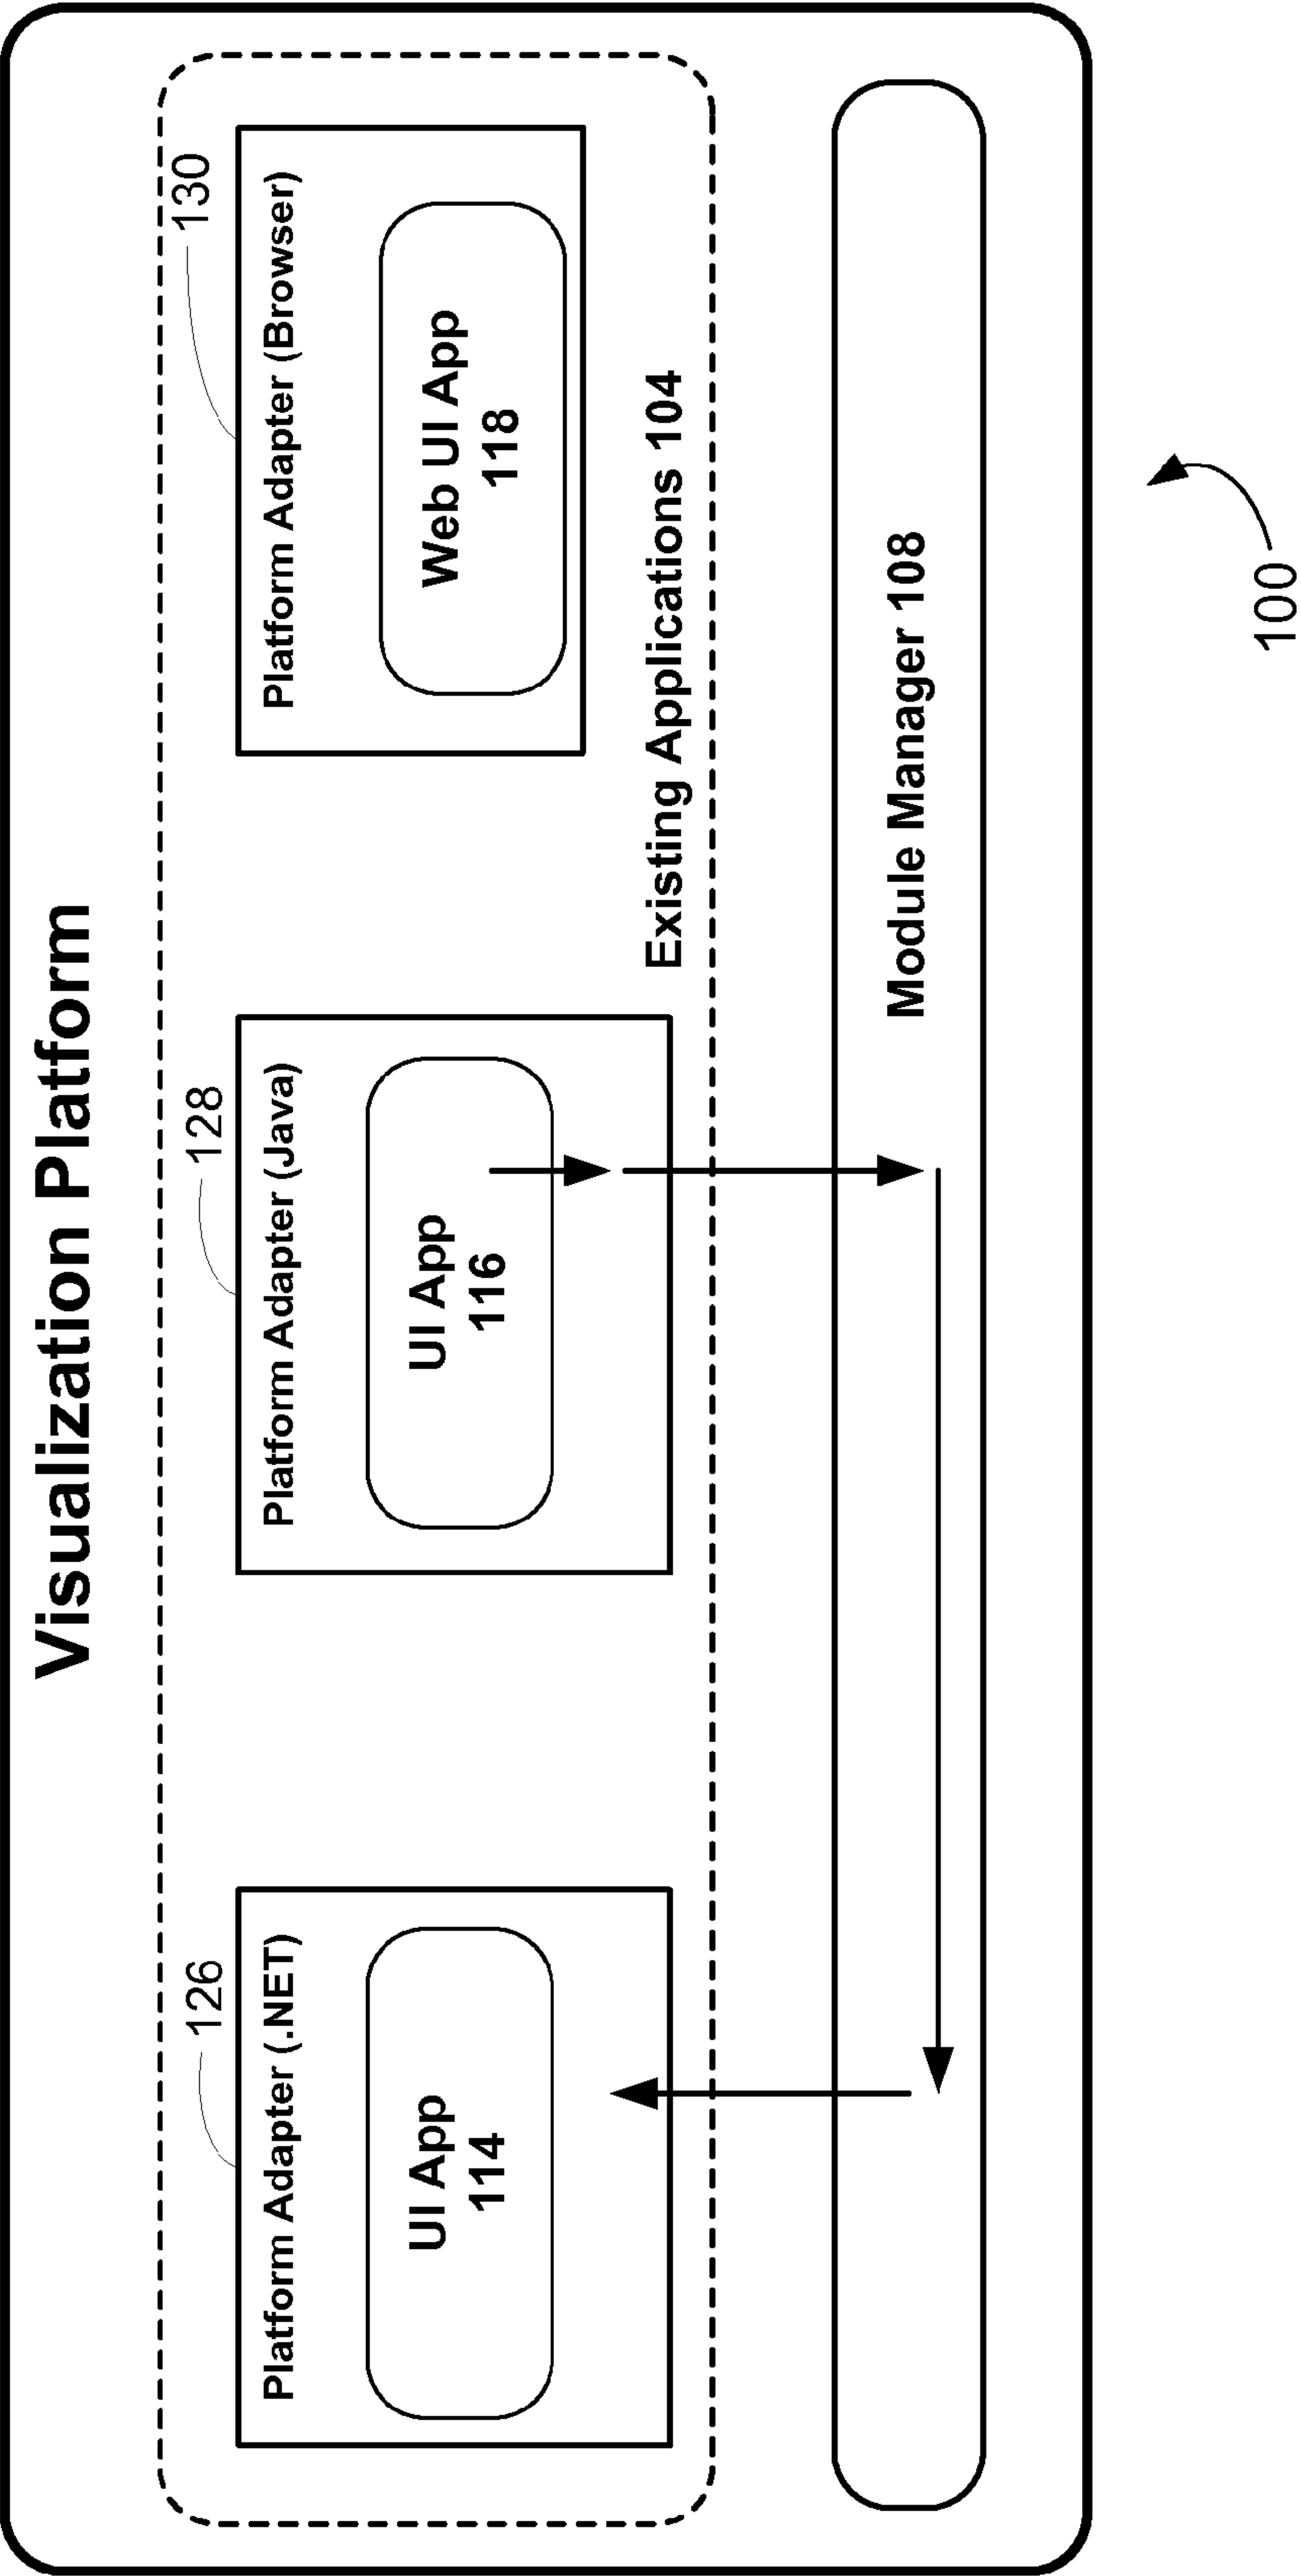 Visualization Platform
126
128
130
Platform Adapter (.NET)
UI App
114
Platform Adapter (Java)
UI App
116
Platform Adapter (Browser)
Web UI App
118
Existing Applications 104
Module Manager 108
100